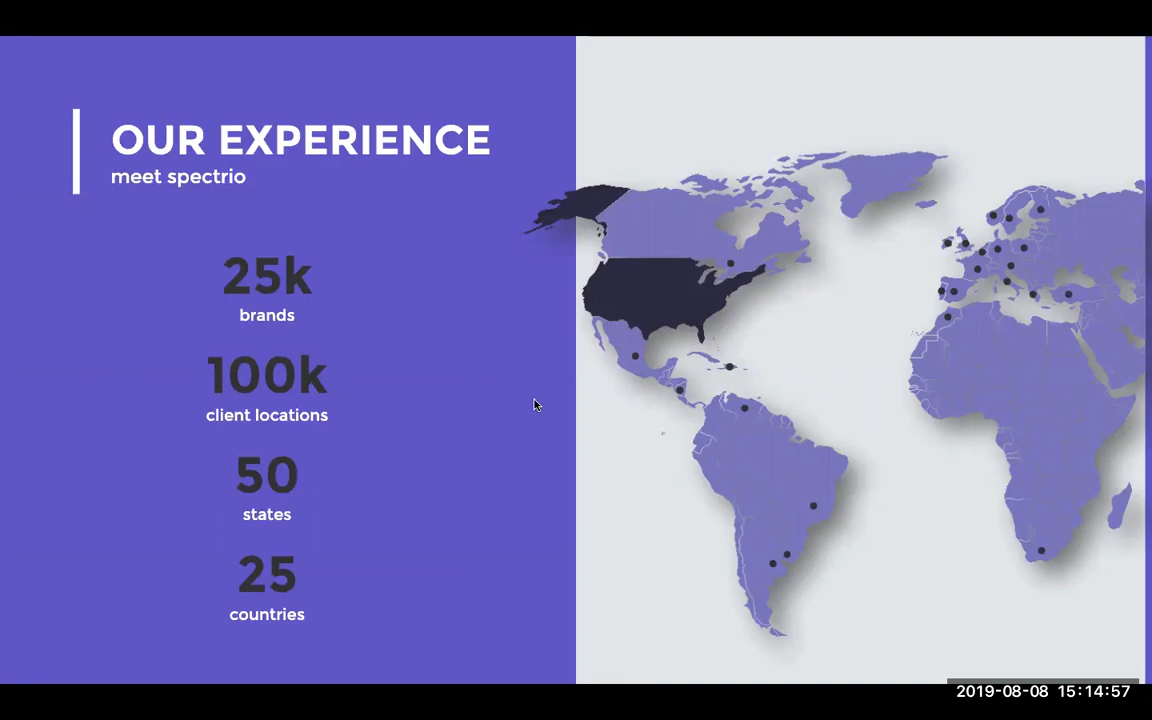 OUR EXPERIENCE
meet spectrio
25k
brands
100k
client locations
50
states
25
countries
2019-08-08 15:14:57